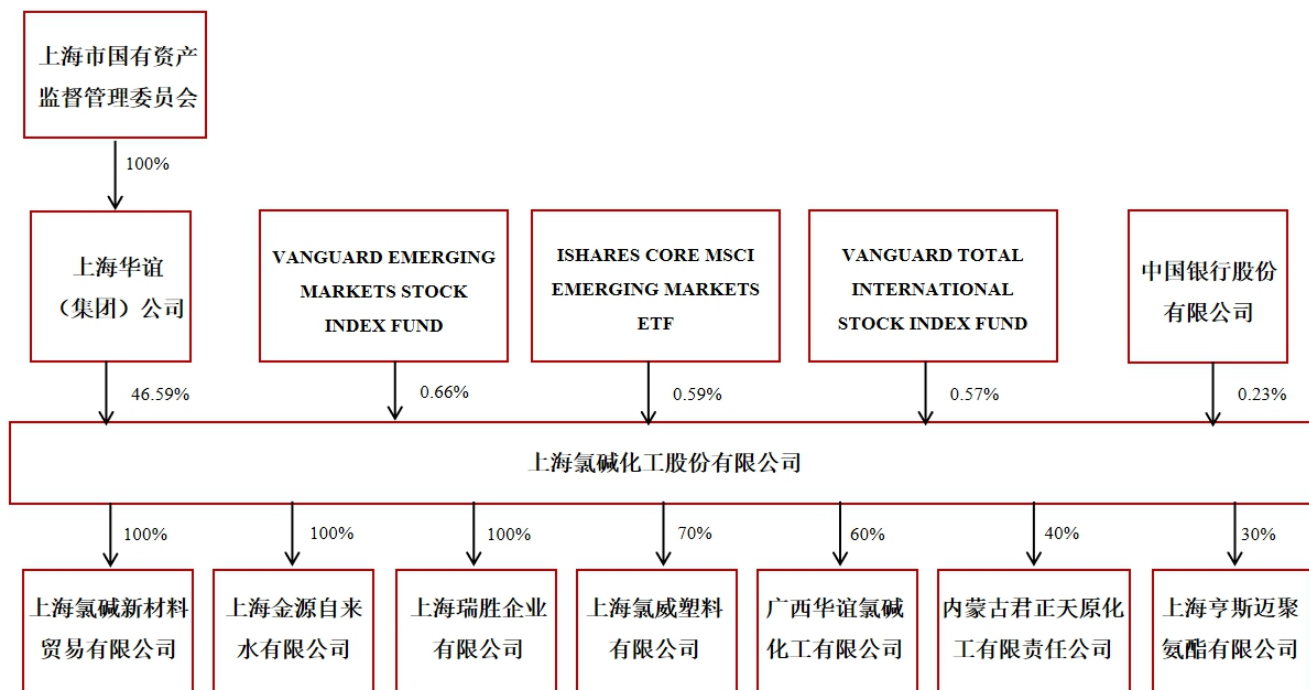 上海市国有资产
监督管理委员会
100%
上海华谊
（集团）公司
VANGUARD EMERGING
MARKETS STOCK
INDEX FUND
ISHARES CORE MSCI
EMERGING MARKETS
ETF
VANGUARD TOTAL
INTERNATIONAL
STOCK INDEX FUND
中国银行股份
有限公司
46.59%
0.66%
0.59%
0.57%
0.23%
上海氯碱化工股份有限公司
100%
100%
100%
70%
60%
40%
30%
上海氯碱新材料
贸易有限公司
上海金源自来
水有限公司
上海瑞胜企业
有限公司
上海氯威塑料
有限公司
广西华谊氯碱
化工有限公司
内蒙古君正天原化
工有限责任公司
上海亨斯迈聚
氨酯有限公司